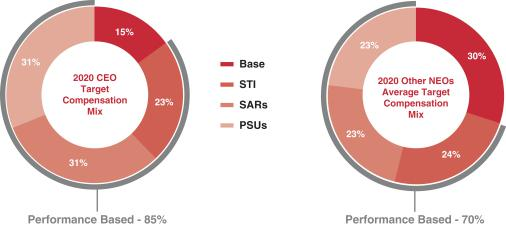 15%
23%
31%
31%
2020 CEO
Target
Compensation
Mix
Performance Based - 85%
Base
STI
SARs
PSUs
30%
24%
23%
23%
2020 Other NEOs
Average Target
Compensation
Mix
Performance Based - 70%